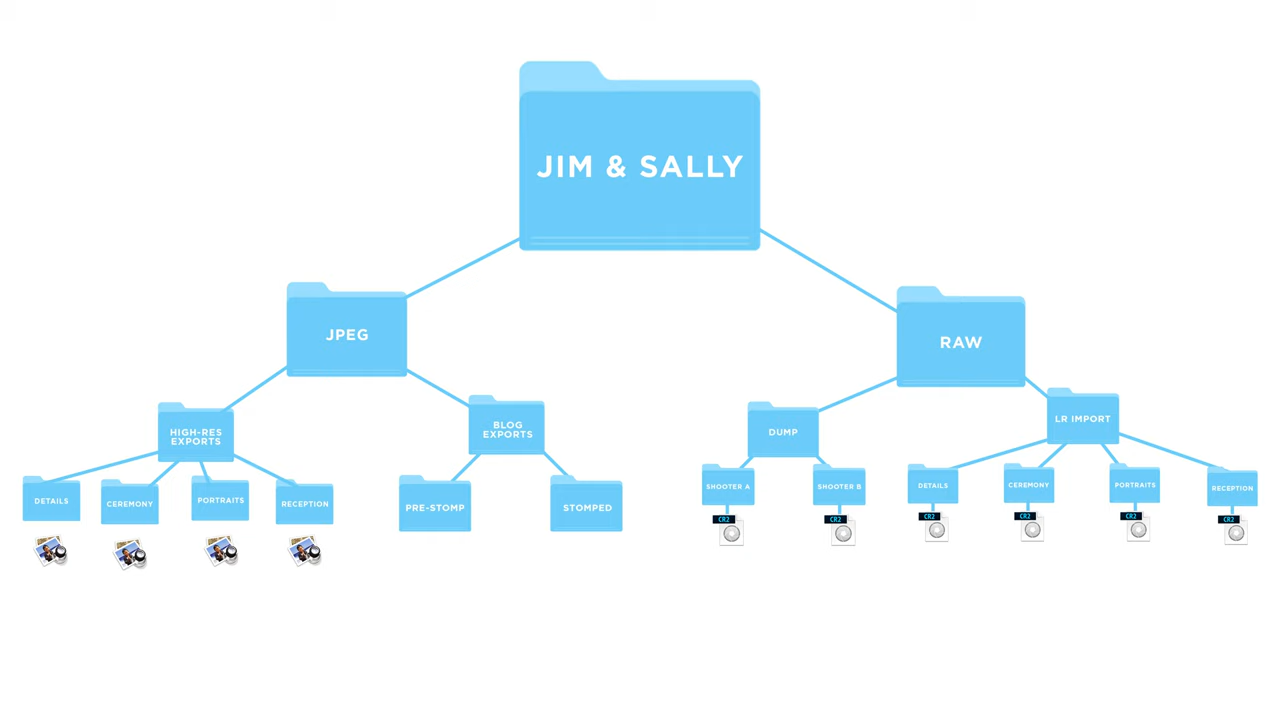 JIM & SALLY
JPEG
RAW
HIGH-RES
EXPORTS
BLOG
EXPORTS
DUMP
LR IMPORT
DETAILS
CEREMONY
PORTRAITS
RECEPTION
PRE-STOMP
STOMPED
SHOOTER A
SHOOTER B
DETAILS
CEREMONY
PORTRAITS
RECEPTION
CR2
CR2
CR2
CR2
CR2
CR2